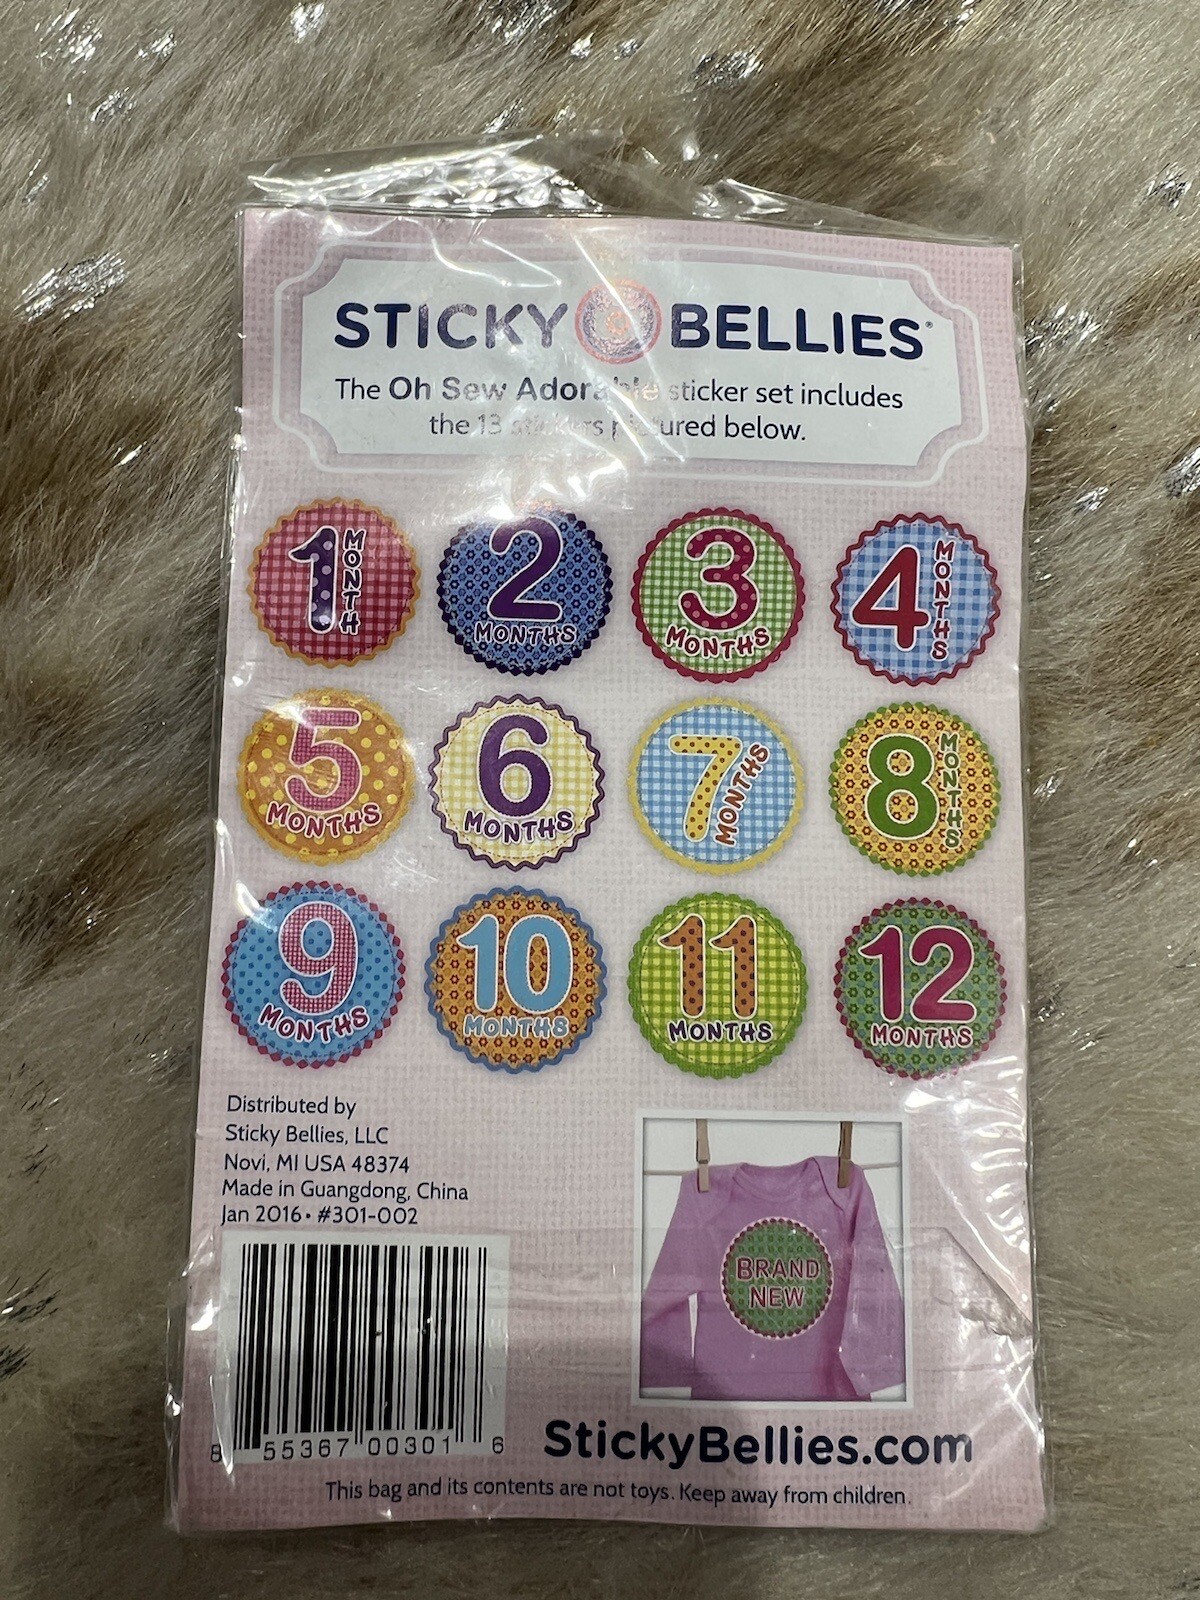 STICKY BELLIES®
The Oh Sew Adorable sticker set includes
the 13 stickers pictured below.
1 MONTH
2 MONTHS
3 MONTHS
4 MONTHS
5 MONTHS
6 MONTHS
7 MONTHS
8 MONTHS
9 MONTHS
10 MONTHS
11 MONTHS
12 MONTHS
Distributed by
Sticky Bellies, LLC
Novi, MI USA 48374
Made in Guangdong, China
Jan 2016 • #301-002
BRAND
NEW
8 55367 00301 6
StickyBellies.com
This bag and its contents are not toys. Keep away from children.